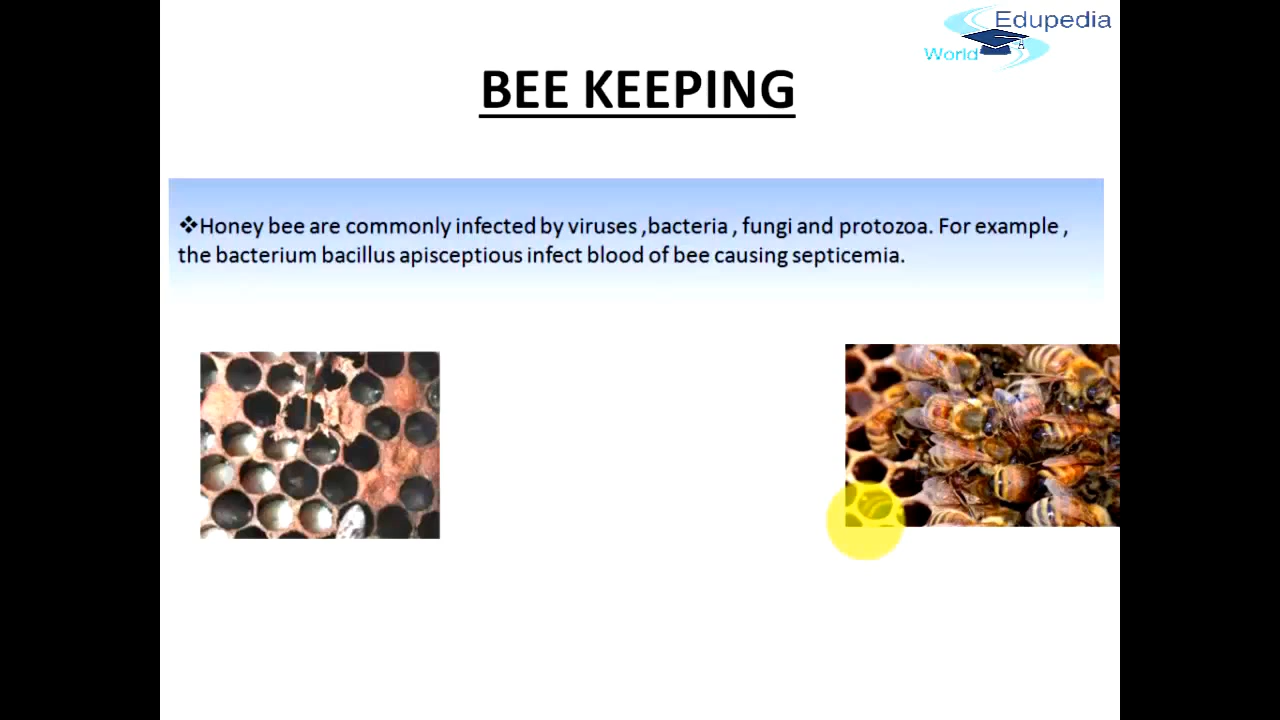 Edupedia
World
BEE KEEPING
❖Honey bee are commonly infected by viruses ,bacteria , fungi and protozoa. For example ,
the bacterium bacillus apisceptious infect blood of bee causing septicemia.